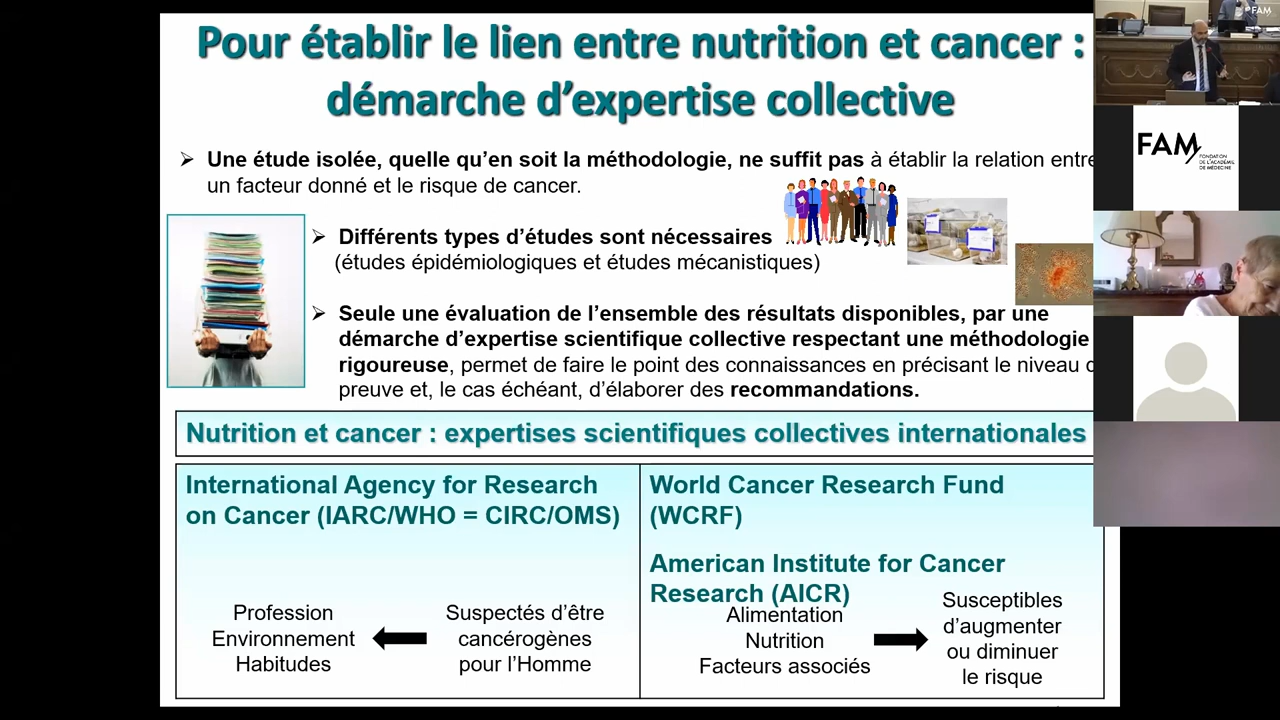 Pour établir le lien entre nutrition et cancer :
démarche d'expertise collective
➢ Une étude isolée, quelle qu'en soit la méthodologie, ne suffit pas à établir la relation entre
un facteur donné et le risque de cancer.
➢ Différents types d'études sont nécessaires
(études épidémiologiques et études mécanistiques)
➢ Seule une évaluation de l'ensemble des résultats disponibles, par une
démarche d'expertise scientifique collective respectant une méthodologie
rigoureuse, permet de faire le point des connaissances en précisant le niveau
preuve et, le cas échéant, d'élaborer des recommandations.
Nutrition et cancer : expertises scientifiques collectives internationales
International Agency for Research
on Cancer (IARC/WHO = CIRC/OMS)
Profession
Environnement
Habitudes
Suspectés d'être
cancérogènes
pour l'Homme
World Cancer Research Fund
(WCRF)
American Institute for Cancer
Research (AICR)
Alimentation
Nutrition
Facteurs associés
Susceptibles
d'augmenter
ou diminuer
le risque
FAM
FAM
FONDATION
DE L'ACADÉMIE
DE MÉDECINE